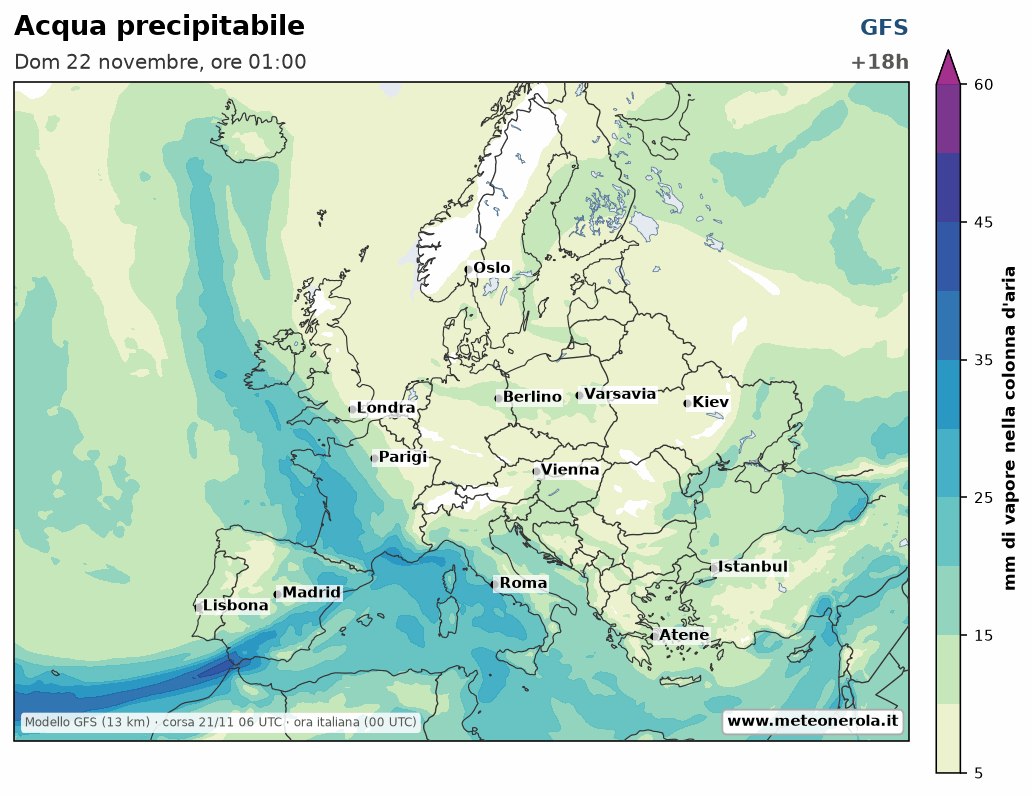 Acqua precipitabile
GFS
Dom 22 novembre, ore 01:00
+18h
60
45
35
25
15
5
mm di vapore nella colonna d'aria
Oslo
Berlino
Varsavia
Kiev
Londra
Parigi
Vienna
Istanbul
Roma
Madrid
Lisbona
Atene
Modello GFS (13 km) · corsa 21/11 06 UTC · ora italiana (00 UTC)
www.meteonerola.it